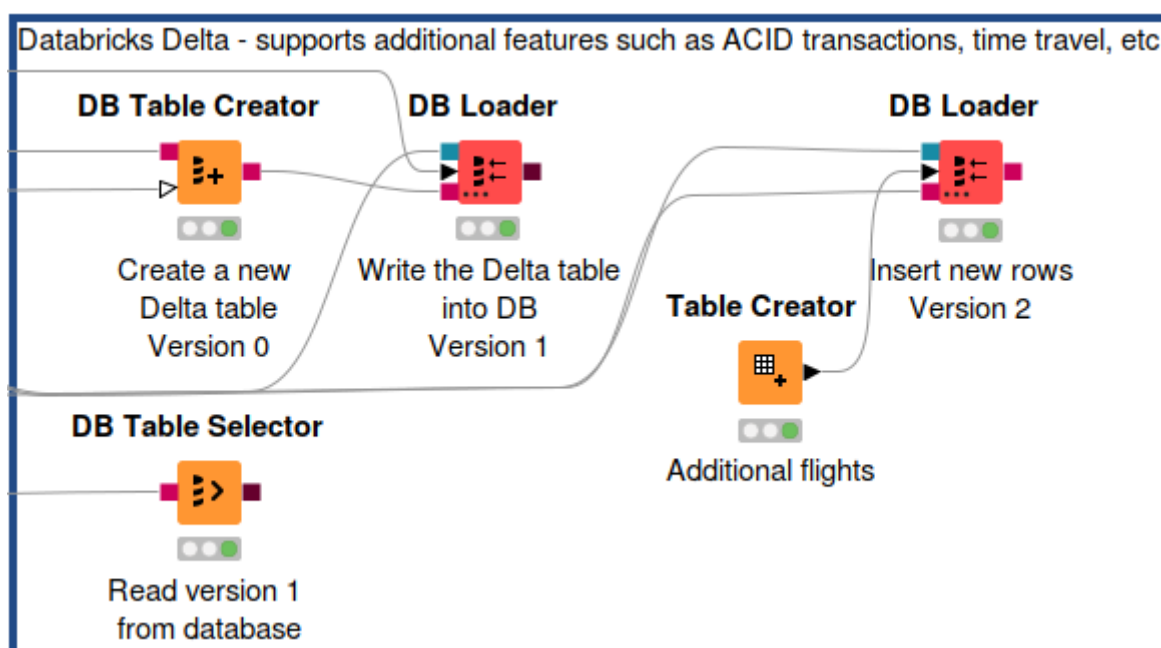 Databricks Delta - supports additional features such as ACID transactions, time travel, etc
DB Table Creator
Create a new
Delta table
Version 0
DB Loader
Write the Delta table
into DB
Version 1
DB Loader
Insert new rows
Version 2
Table Creator
Additional flights
DB Table Selector
Read version 1
from database